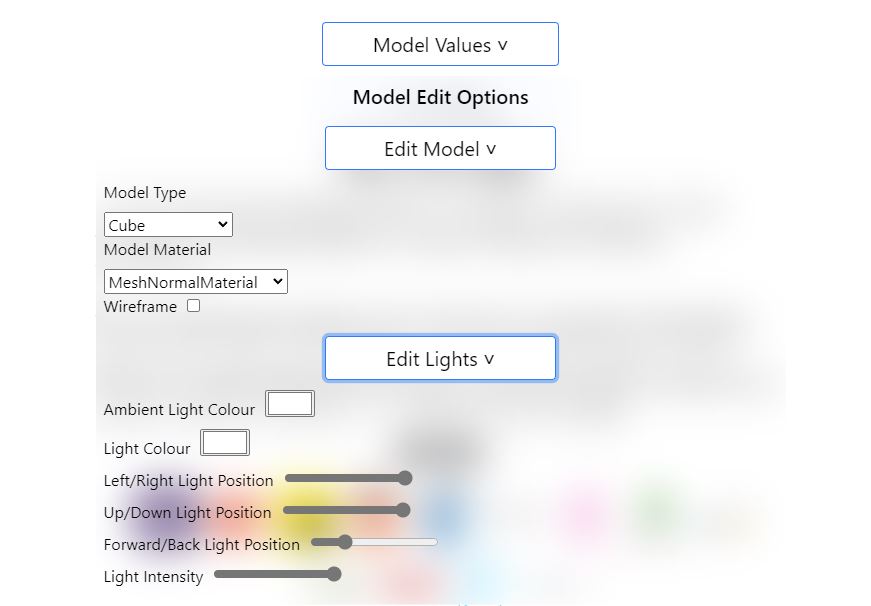 Model Values ˅
Model Edit Options
Edit Model ˅
Model Type
Cube
Model Material
MeshNormalMaterial
Wireframe
Edit Lights ˅
Ambient Light Colour
Light Colour
Left/Right Light Position
Up/Down Light Position
Forward/Back Light Position
Light Intensity